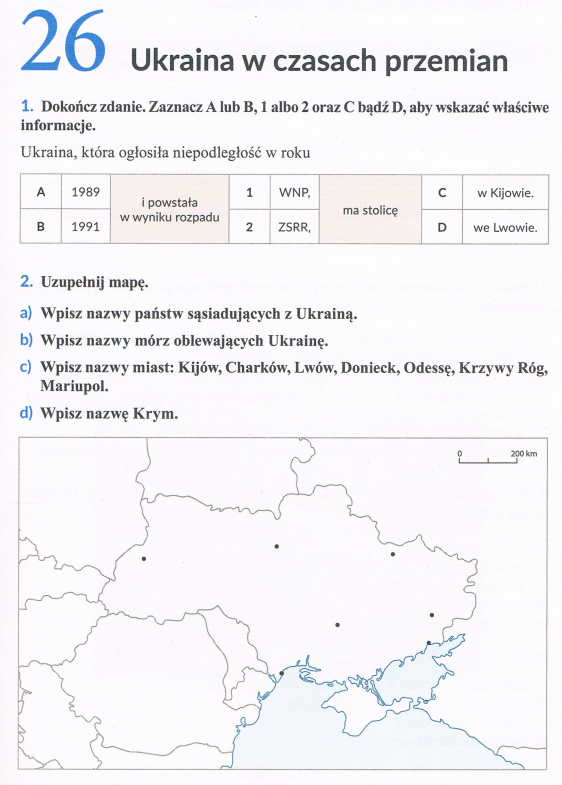 26 Ukraina w czasach przemian
1. Dokończ zdanie. Zaznacz A lub B, 1 albo 2 oraz C bądź D, aby wskazać właściwe
informacje.
Ukraina, która ogłosiła niepodległość w roku
A 1989 i powstała w wyniku rozpadu 1 WNP, ma stolicę C w Kijowie.
B 1991 2 ZSRR, D we Lwowie.
2. Uzupełnij mapę.
a) Wpisz nazwy państw sąsiadujących z Ukrainą.
b) Wpisz nazwy mórz oblewających Ukrainę.
c) Wpisz nazwy miast: Kijów, Charków, Lwów, Donieck, Odessę, Krzywy Róg,
Mariupol.
d) Wpisz nazwę Krym.
0 200 km